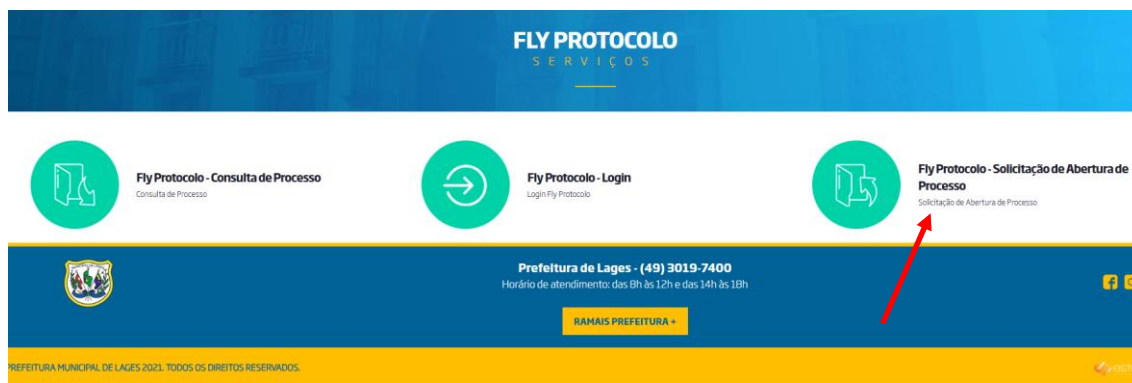 FLY PROTOCOLO
SERVIÇOS
Fly Protocolo - Consulta de Processo
Consulta de Processo
Fly Protocolo - Login
Login Fly Protocolo
Fly Protocolo - Solicitação de Abertura de
Processo
Solicitação de Abertura de Processo
Prefeitura de Lages - (49) 3019-7400
Horário de atendimento: das 8h às 12h e das 14h às 18h
RAMAIS PREFEITURA +
PREFEITURA MUNICIPAL DE LAGES 2021. TODOS OS DIREITOS RESERVADOS.